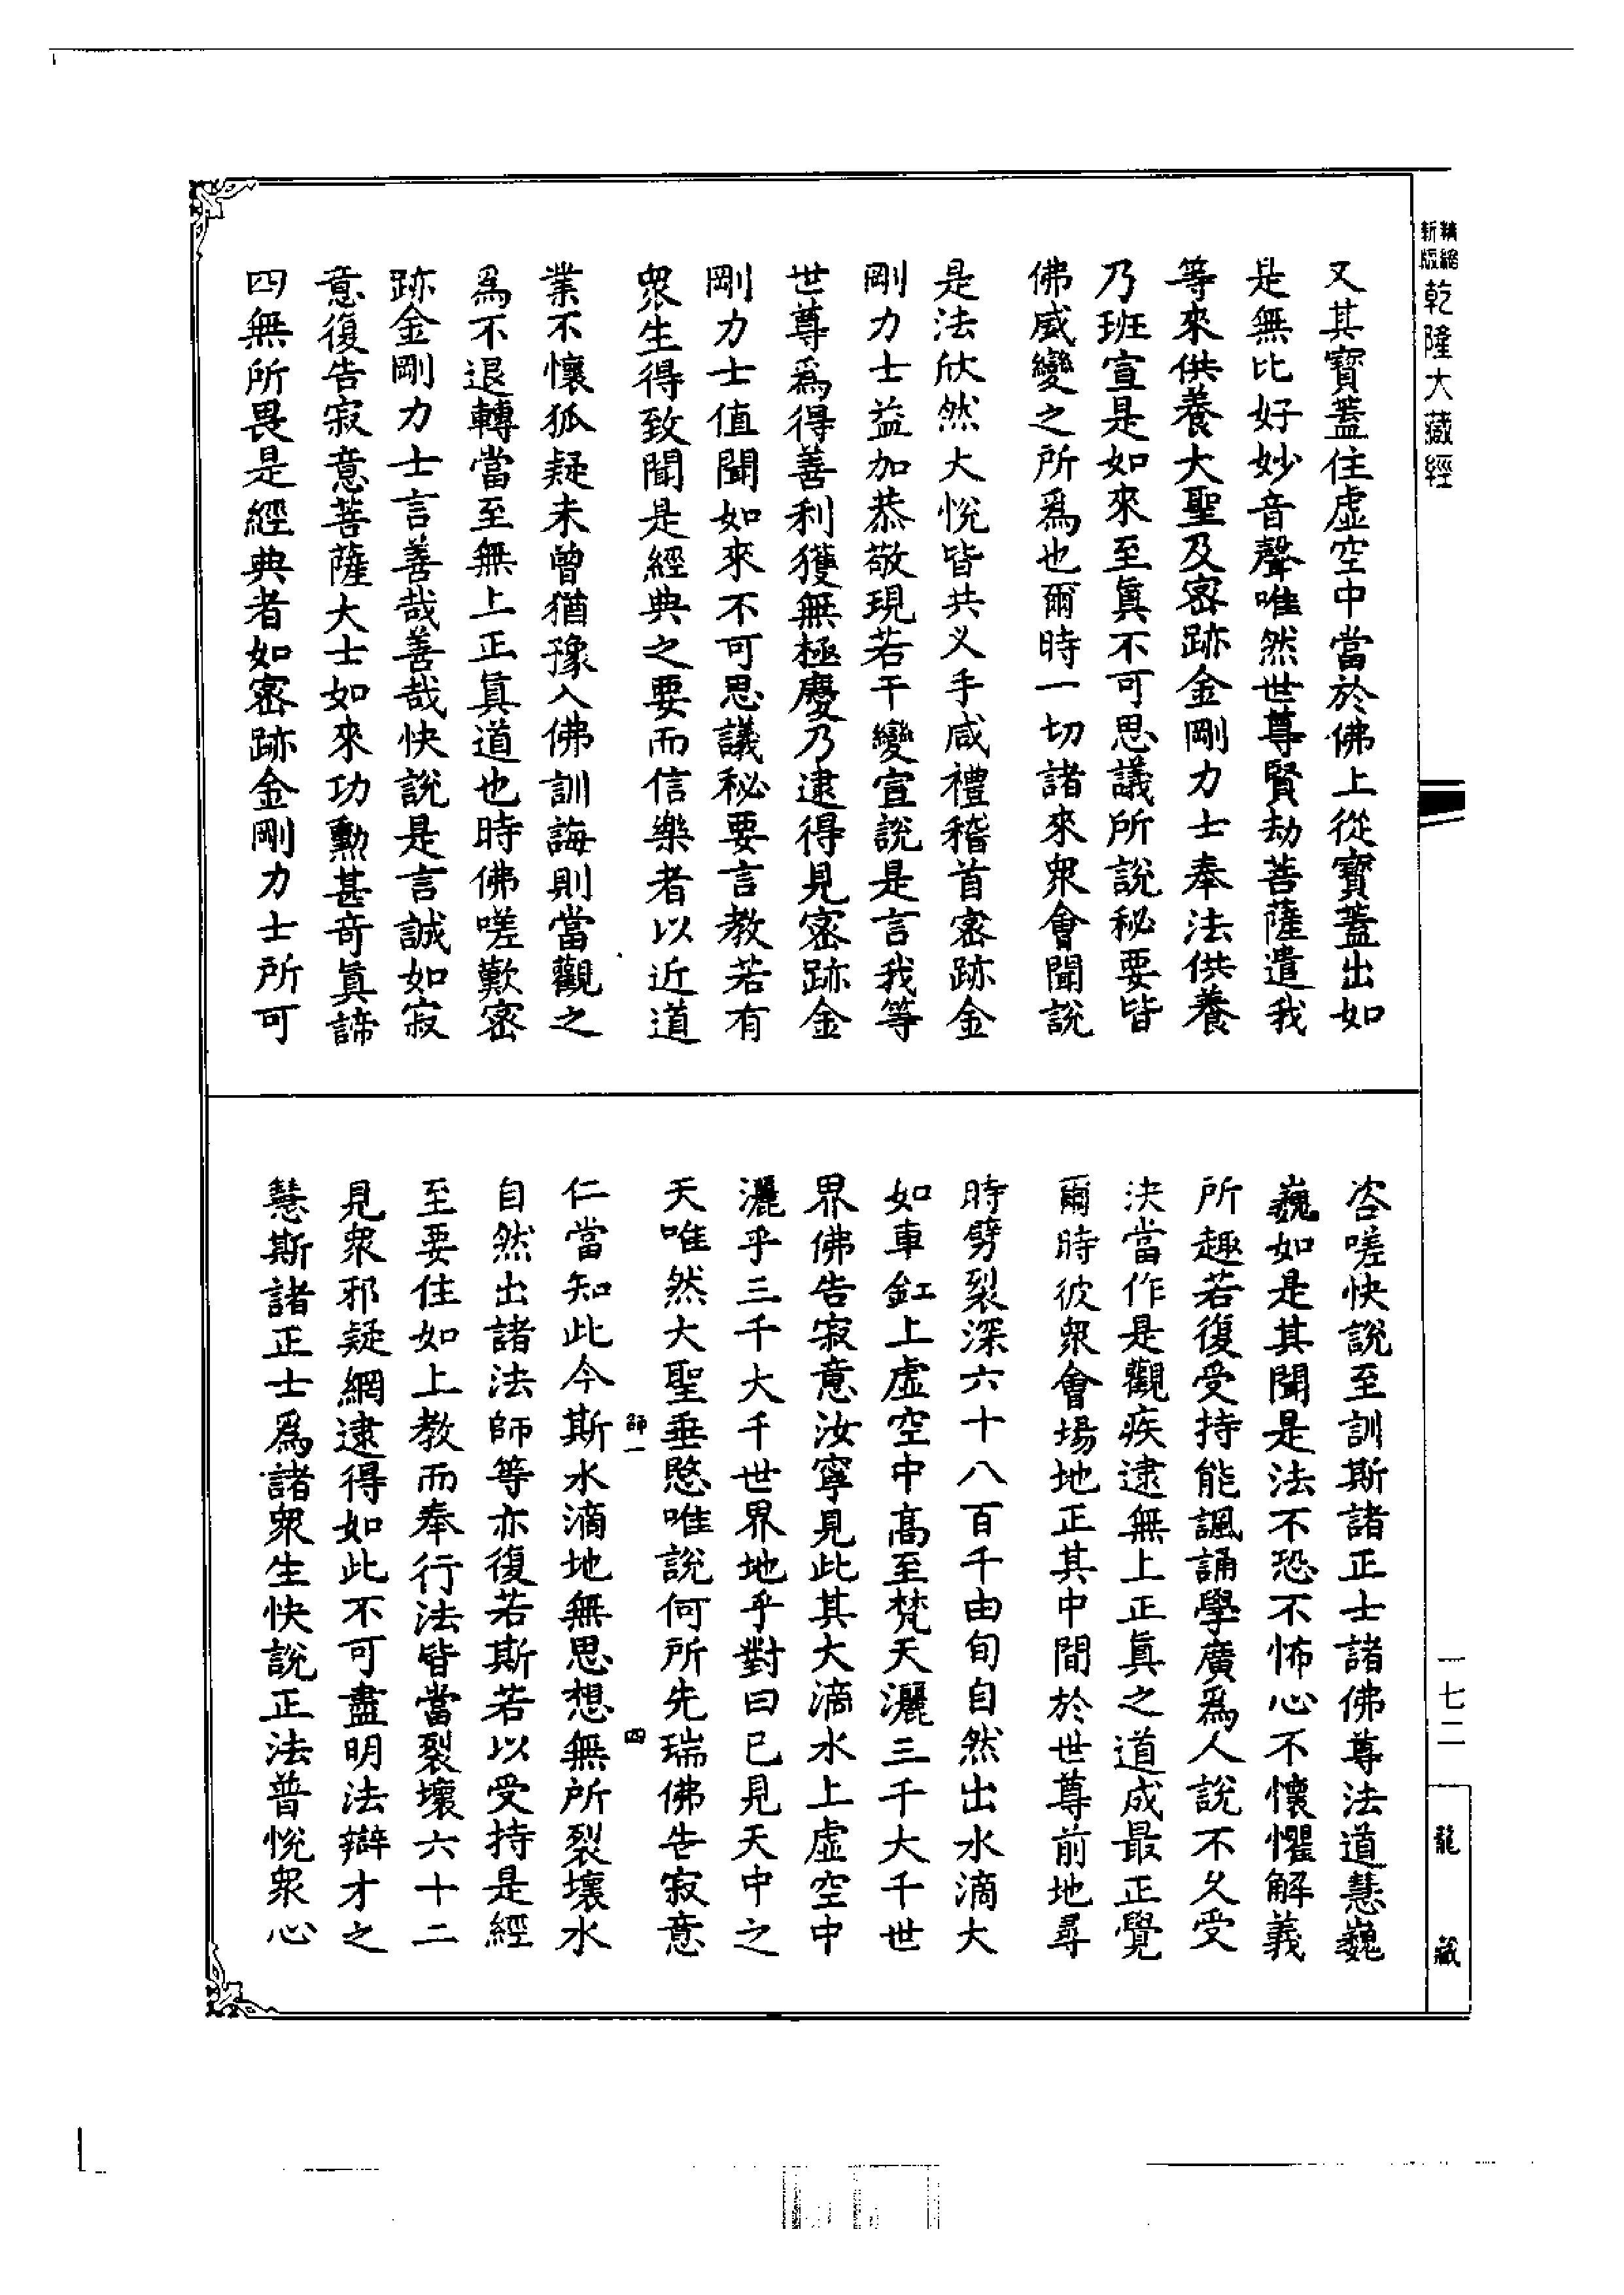 精縮
新版
乾隆大藏經
又其寶蓋住虛空中當於佛上從寶蓋出如
是無比好妙音聲唯然世尊賢劫菩薩遣我
等來供養大聖及密跡金剛力士奉法供養
乃班宣是如來至眞不可思議所說秘要皆
佛威變之所爲也爾時一切諸來衆會聞說
是法欣然大悅皆共义手咸禮稽首密跡金
剛力士益加恭敬現若干變宣說是言我等
世尊爲得善利獲無極慶乃逮得見密跡金
剛力士値聞如來不可思議秘要言教若有
衆生得致聞是經典之要而信樂者以近道
業不懷狐疑未曾猶豫入佛訓誨則當觀之
爲不退轉當至無上正眞道也時佛嗟歎密
跡金剛力士言善哉善哉快說是言誠如寂
意復告寂意菩薩大士如來功勳甚奇眞諦
四無所畏是經典者如密跡金剛力士所可
咨嗟快說至訓斯諸正士諸佛尊法道慧巍
巍如是其聞是法不恐不怖心不懷懼解義
所趣若復受持能諷誦學廣爲人說不久受
決當作是觀疾逮無上正眞之道成最正覺
爾時彼衆會場地正其中間於世尊前地尋
時劈裂深六十八百千由旬自然出水滴大
如車釭上虛空中高至梵天灑三千大千世
界佛告寂意汝寧見此其大滴水上虛空中
灑乎三千大千世界地乎對曰已見天中之
天唯然大聖垂愍唯說何所先瑞佛告寂意
師一
四
仁當知此今斯水滴地無思想無所裂壞水
自然出諸法師等亦復若斯若以受持是經
至要住如上教而奉行法皆當裂壞六十二
見衆邪疑網逮得如此不可盡明法辯才之
慧斯諸正士爲諸衆生快說正法普悅衆心
一七二
龍藏